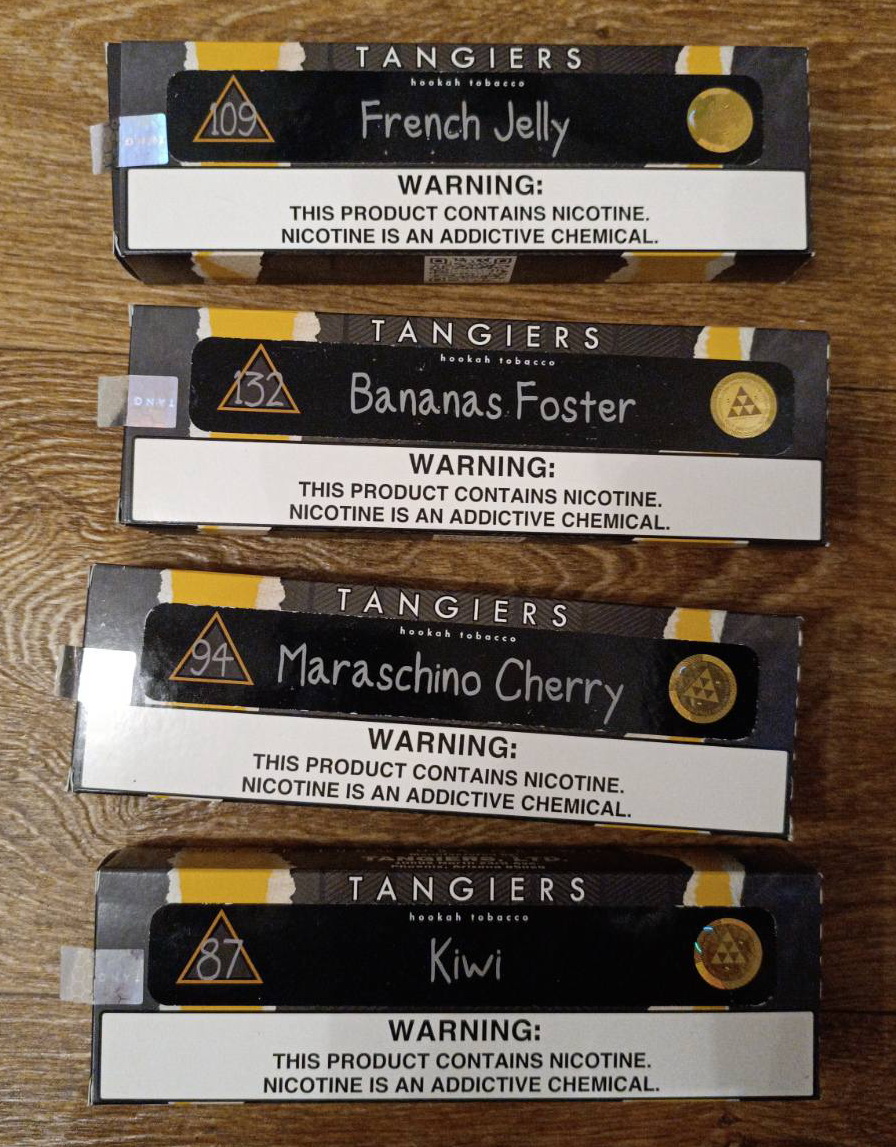 TANGIERS
hookah tobacco
109
French Jelly
WARNING:
THIS PRODUCT CONTAINS NICOTINE.
NICOTINE IS AN ADDICTIVE CHEMICAL.
TANGIERS
hookah tobacco
132
Bananas Foster
TANG
WARNING:
THIS PRODUCT CONTAINS NICOTINE.
NICOTINE IS AN ADDICTIVE CHEMICAL.
TANGIERS
hookah tobacco
94
Maraschino Cherry
WARNING:
THIS PRODUCT CONTAINS NICOTINE.
NICOTINE IS AN ADDICTIVE CHEMICAL.
TANGIERS, LTD.
TANGIERS
hookah tobacco
87
Kiwi
WARNING:
THIS PRODUCT CONTAINS NICOTINE.
NICOTINE IS AN ADDICTIVE CHEMICAL.